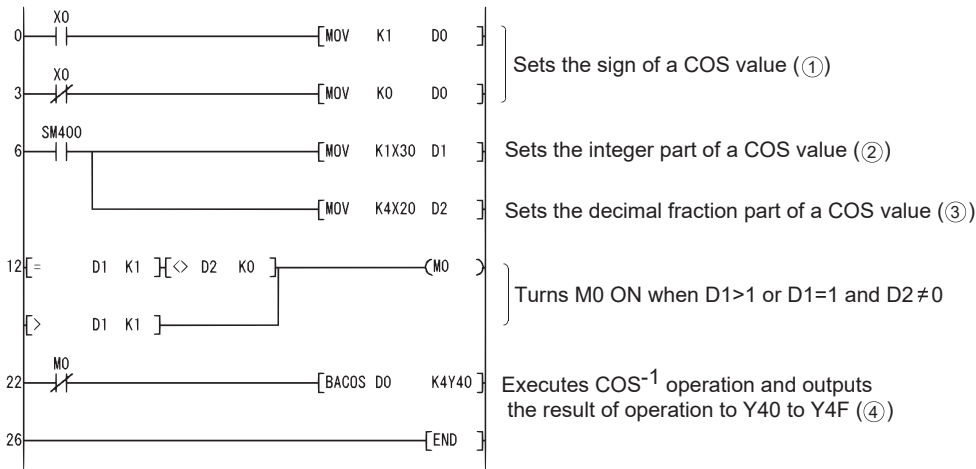 X0
0 [MOV K1 D0 ]
Sets the sign of a COS value (①)
X0
3 [MOV K0 D0 ]
SM400
6 [MOV K1X30 D1 ] Sets the integer part of a COS value (②)
[MOV K4X20 D2 ] Sets the decimal fraction part of a COS value (③)
12 [= D1 K1 ] [<> D2 K0 ] (M0 )
Turns M0 ON when D1>1 or D1=1 and D2≠0
[> D1 K1 ]
M0
22 [BACOS D0 K4Y40 ] Executes COS⁻¹ operation and outputs
the result of operation to Y40 to Y4F (④)
26 [END ]